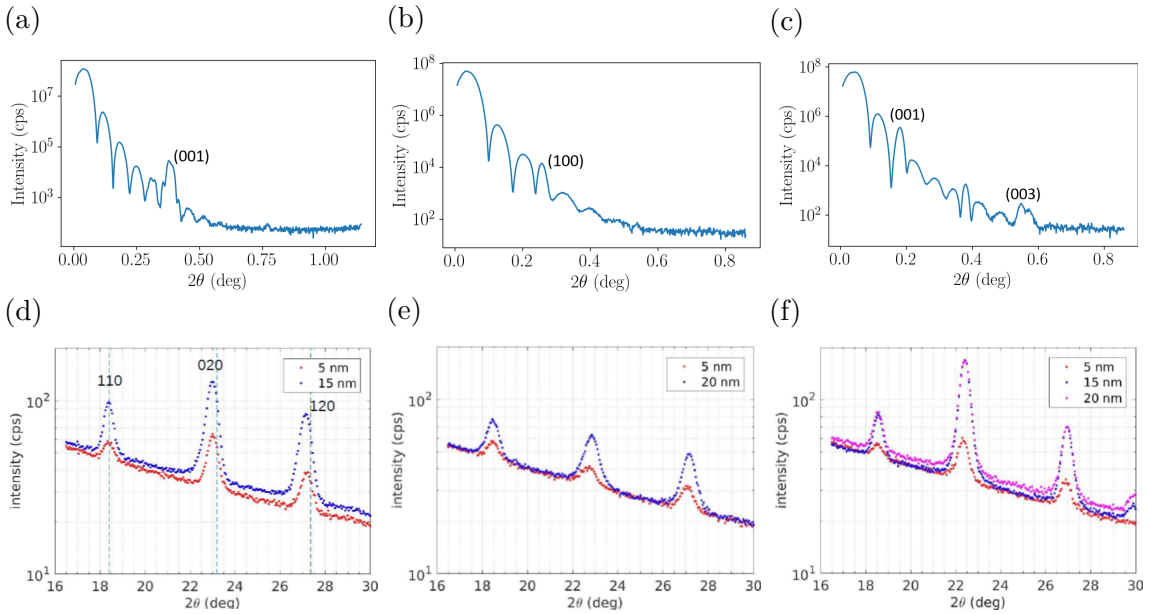 (a)
(b)
(c)
Intensity (cps)
10^7
10^3
(001)
0.00 0.25 0.50 0.75 1.00
2θ (deg)
Intensity (cps)
10^8
10^6
10^4
10^2
(100)
0.0 0.2 0.4 0.6 0.8
2θ (deg)
Intensity (cps)
10^8
10^6
10^4
10^2
(001)
(003)
0.0 0.2 0.4 0.6 0.8
2θ (deg)
(d)
(e)
(f)
intensity (cps)
10^2
10^1
110
020
120
5 nm
15 nm
16 18 20 22 24 26 28 30
2θ (deg)
intensity (cps)
10^2
10^1
5 nm
20 nm
16 18 20 22 24 26 28 30
2θ (deg)
intensity (cps)
10^2
10^1
5 nm
15 nm
20 nm
16 18 20 22 24 26 28 30
2θ (deg)